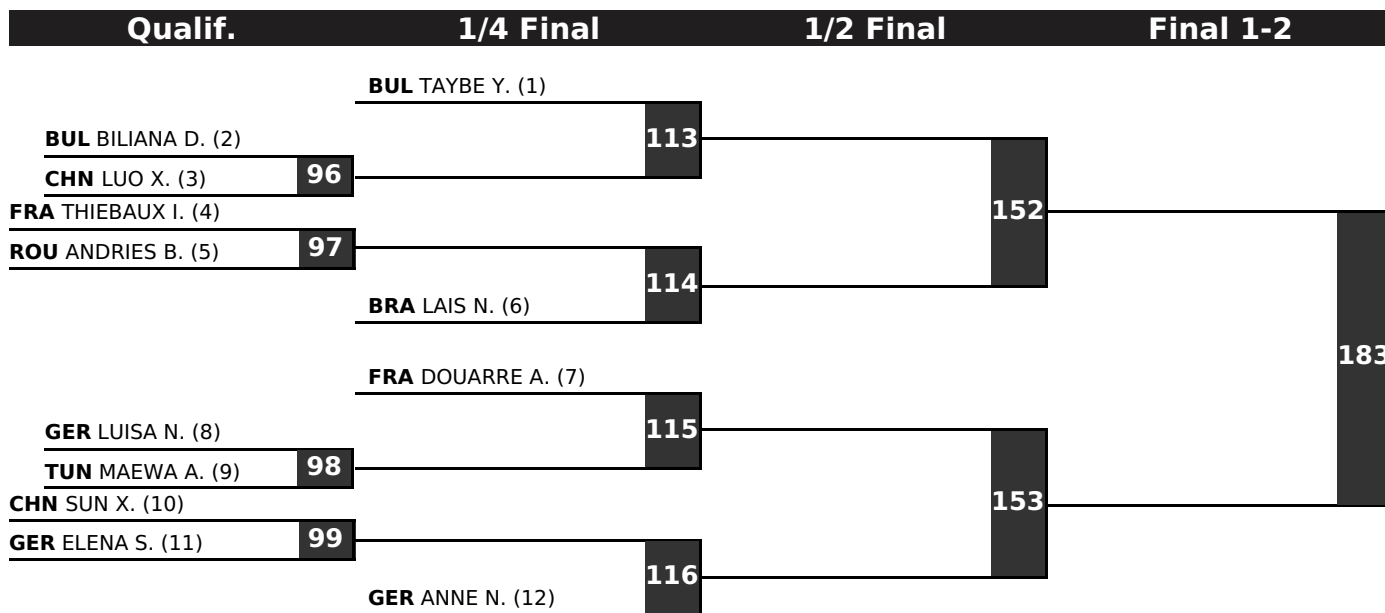 Qualif. 1/4 Final 1/2 Final Final 1-2
BUL TAYBE Y. (1)
113
BUL BILIANA D. (2)
96
CHN LUO X. (3)
152
FRA THIEBAUX I. (4)
97
ROU ANDRIES B. (5)
114
BRA LAIS N. (6)
183
FRA DOUARRE A. (7)
115
GER LUISA N. (8)
98
TUN MAEWA A. (9)
153
CHN SUN X. (10)
99
GER ELENA S. (11)
116
GER ANNE N. (12)